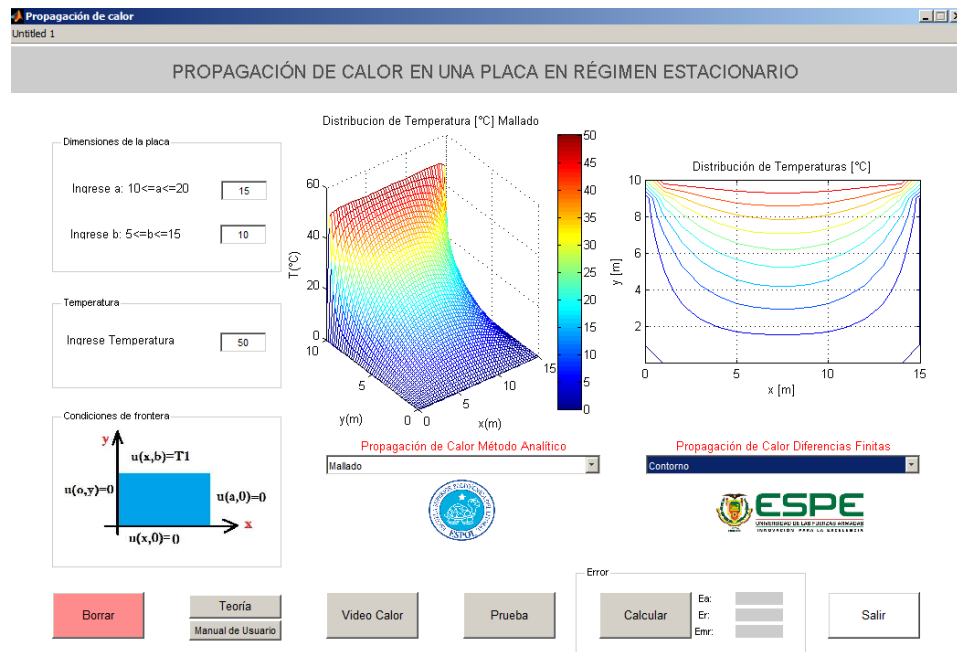 Propagación de calor
Untitled 1
PROPAGACIÓN DE CALOR EN UNA PLACA EN RÉGIMEN ESTACIONARIO
Dimensiones de la placa
Ingrese a: 10<=a<=20 15
Ingrese b: 5<=b<=15 10
Temperatura
Ingrese Temperatura 50
Condiciones de frontera
y
u(x,b)=T1
u(o,y)=0
u(a,0)=0
x
u(x,0)=0
Distribucion de Temperatura [°C] Mallado
T(°C)
60
40
20
0
10
5
0
y(m)
0
5
10
15
x(m)
50
45
40
35
30
25
20
15
10
5
0
Distribución de Temperaturas [°C]
y [m]
10
8
6
4
2
0 5 10 15
x [m]
Propagación de Calor Método Analítico
Mallado
ESPOL
Propagación de Calor Diferencias Finitas
Contorno
ESPE
UNIVERSIDAD DE LAS FUERZAS ARMADAS
INNOVACIÓN PARA LA EXCELENCIA
Borrar
Teoría
Manual de Usuario
Video Calor
Prueba
Error
Calcular
Ea:
Er:
Emr:
Salir